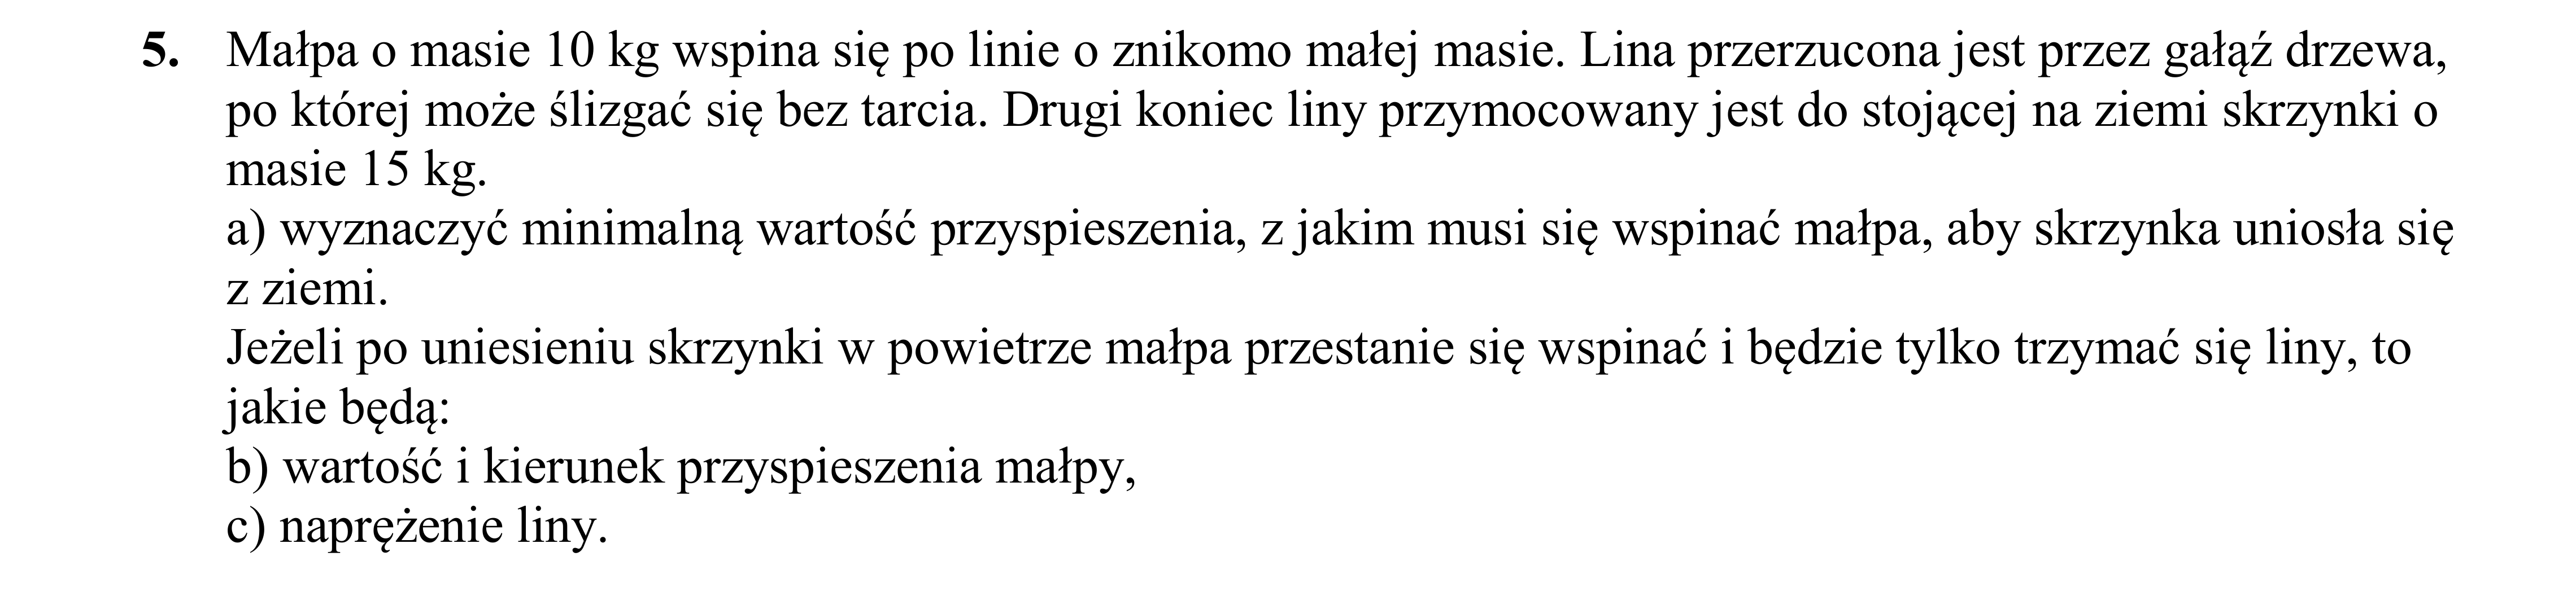 5. Małpa o masie 10 kg wspina się po linie o znikomo małej masie. Lina przerzucona jest przez gałąź drzewa,
po której może ślizgać się bez tarcia. Drugi koniec liny przymocowany jest do stojącej na ziemi skrzynki o
masie 15 kg.
a) wyznaczyć minimalną wartość przyspieszenia, z jakim musi się wspinać małpa, aby skrzynka uniosła się
z ziemi.
Jeżeli po uniesieniu skrzynki w powietrze małpa przestanie się wspinać i będzie tylko trzymać się liny, to
jakie będą:
b) wartość i kierunek przyspieszenia małpy,
c) naprężenie liny.